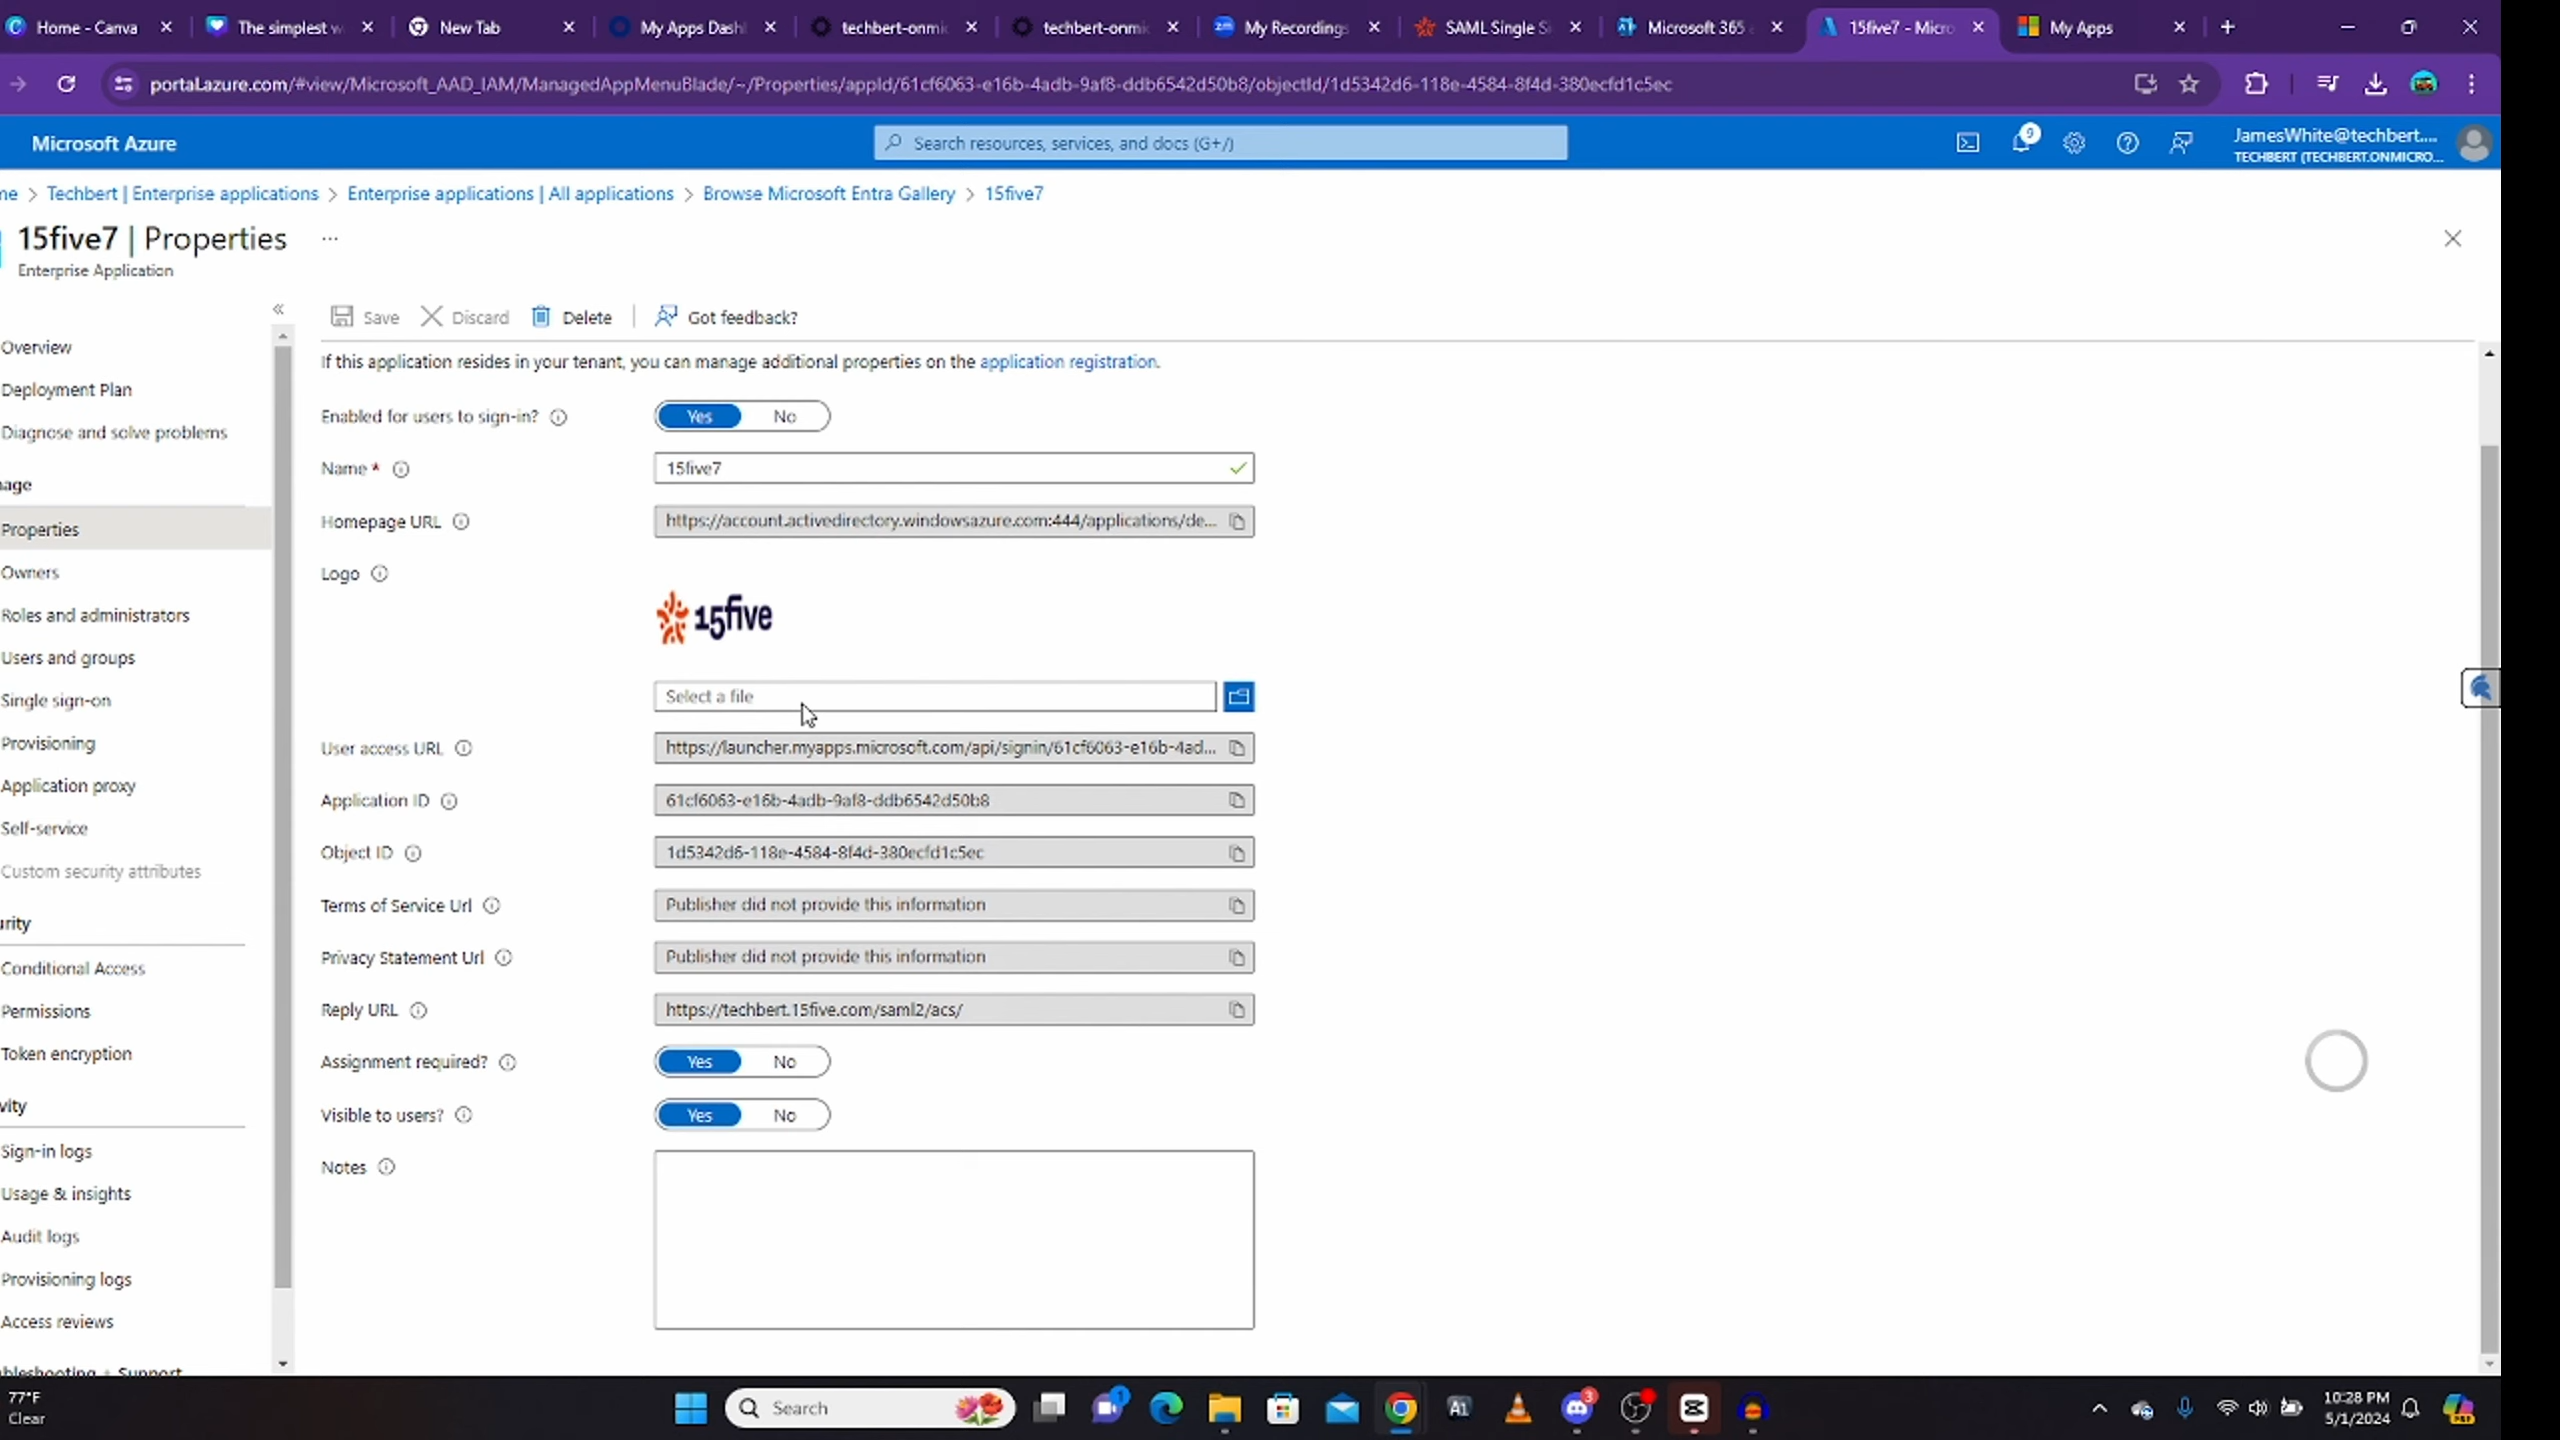 Home - Canva
The simplest w
New Tab
My Apps Dash
techbert-onmic
techbert-onmi
My Recordings
SAML Single S
Microsoft 365
15five7 - Micro
My Apps
portal.azure.com/#view/Microsoft_AAD_IAM/ManagedAppMenuBlade/~/Properties/appId/61cf6063-e16b-4adb-9af8-ddb6542d50b8/objectId/1d5342d6-118e-4584-8f4d-380ecfd1c5ec
Microsoft Azure
Search resources, services, and docs (G+/)
9
JamesWhite@techbert....
TECHBERT (TECHBERT.ONMICRO...
me > Techbert | Enterprise applications > Enterprise applications | All applications > Browse Microsoft Entra Gallery > 15five7
15five7 | Properties ...
Enterprise Application
Save
Discard
Delete
Got feedback?
Overview
Deployment Plan
Diagnose and solve problems
nage
Properties
Owners
Roles and administrators
Users and groups
Single sign-on
Provisioning
Application proxy
Self-service
Custom security attributes
urity
Conditional Access
Permissions
Token encryption
vity
Sign-in logs
Usage & insights
Audit logs
Provisioning logs
Access reviews
bleshooting + Support
If this application resides in your tenant, you can manage additional properties on the application registration.
Enabled for users to sign-in? Yes No
Name * 15five7
Homepage URL https://account.activedirectory.windowsazure.com:444/applications/de...
Logo
15five
Select a file
User access URL https://launcher.myapps.microsoft.com/api/signin/61cf6063-e16b-4ad...
Application ID 61cf6063-e16b-4adb-9af8-ddb6542d50b8
Object ID 1d5342d6-118e-4584-8f4d-380ecfd1c5ec
Terms of Service Url Publisher did not provide this information
Privacy Statement Url Publisher did not provide this information
Reply URL https://techbert.15five.com/saml2/acs/
Assignment required? Yes No
Visible to users? Yes No
Notes
77°F
Clear
Search
1
A1
3
10:28 PM
5/1/2024